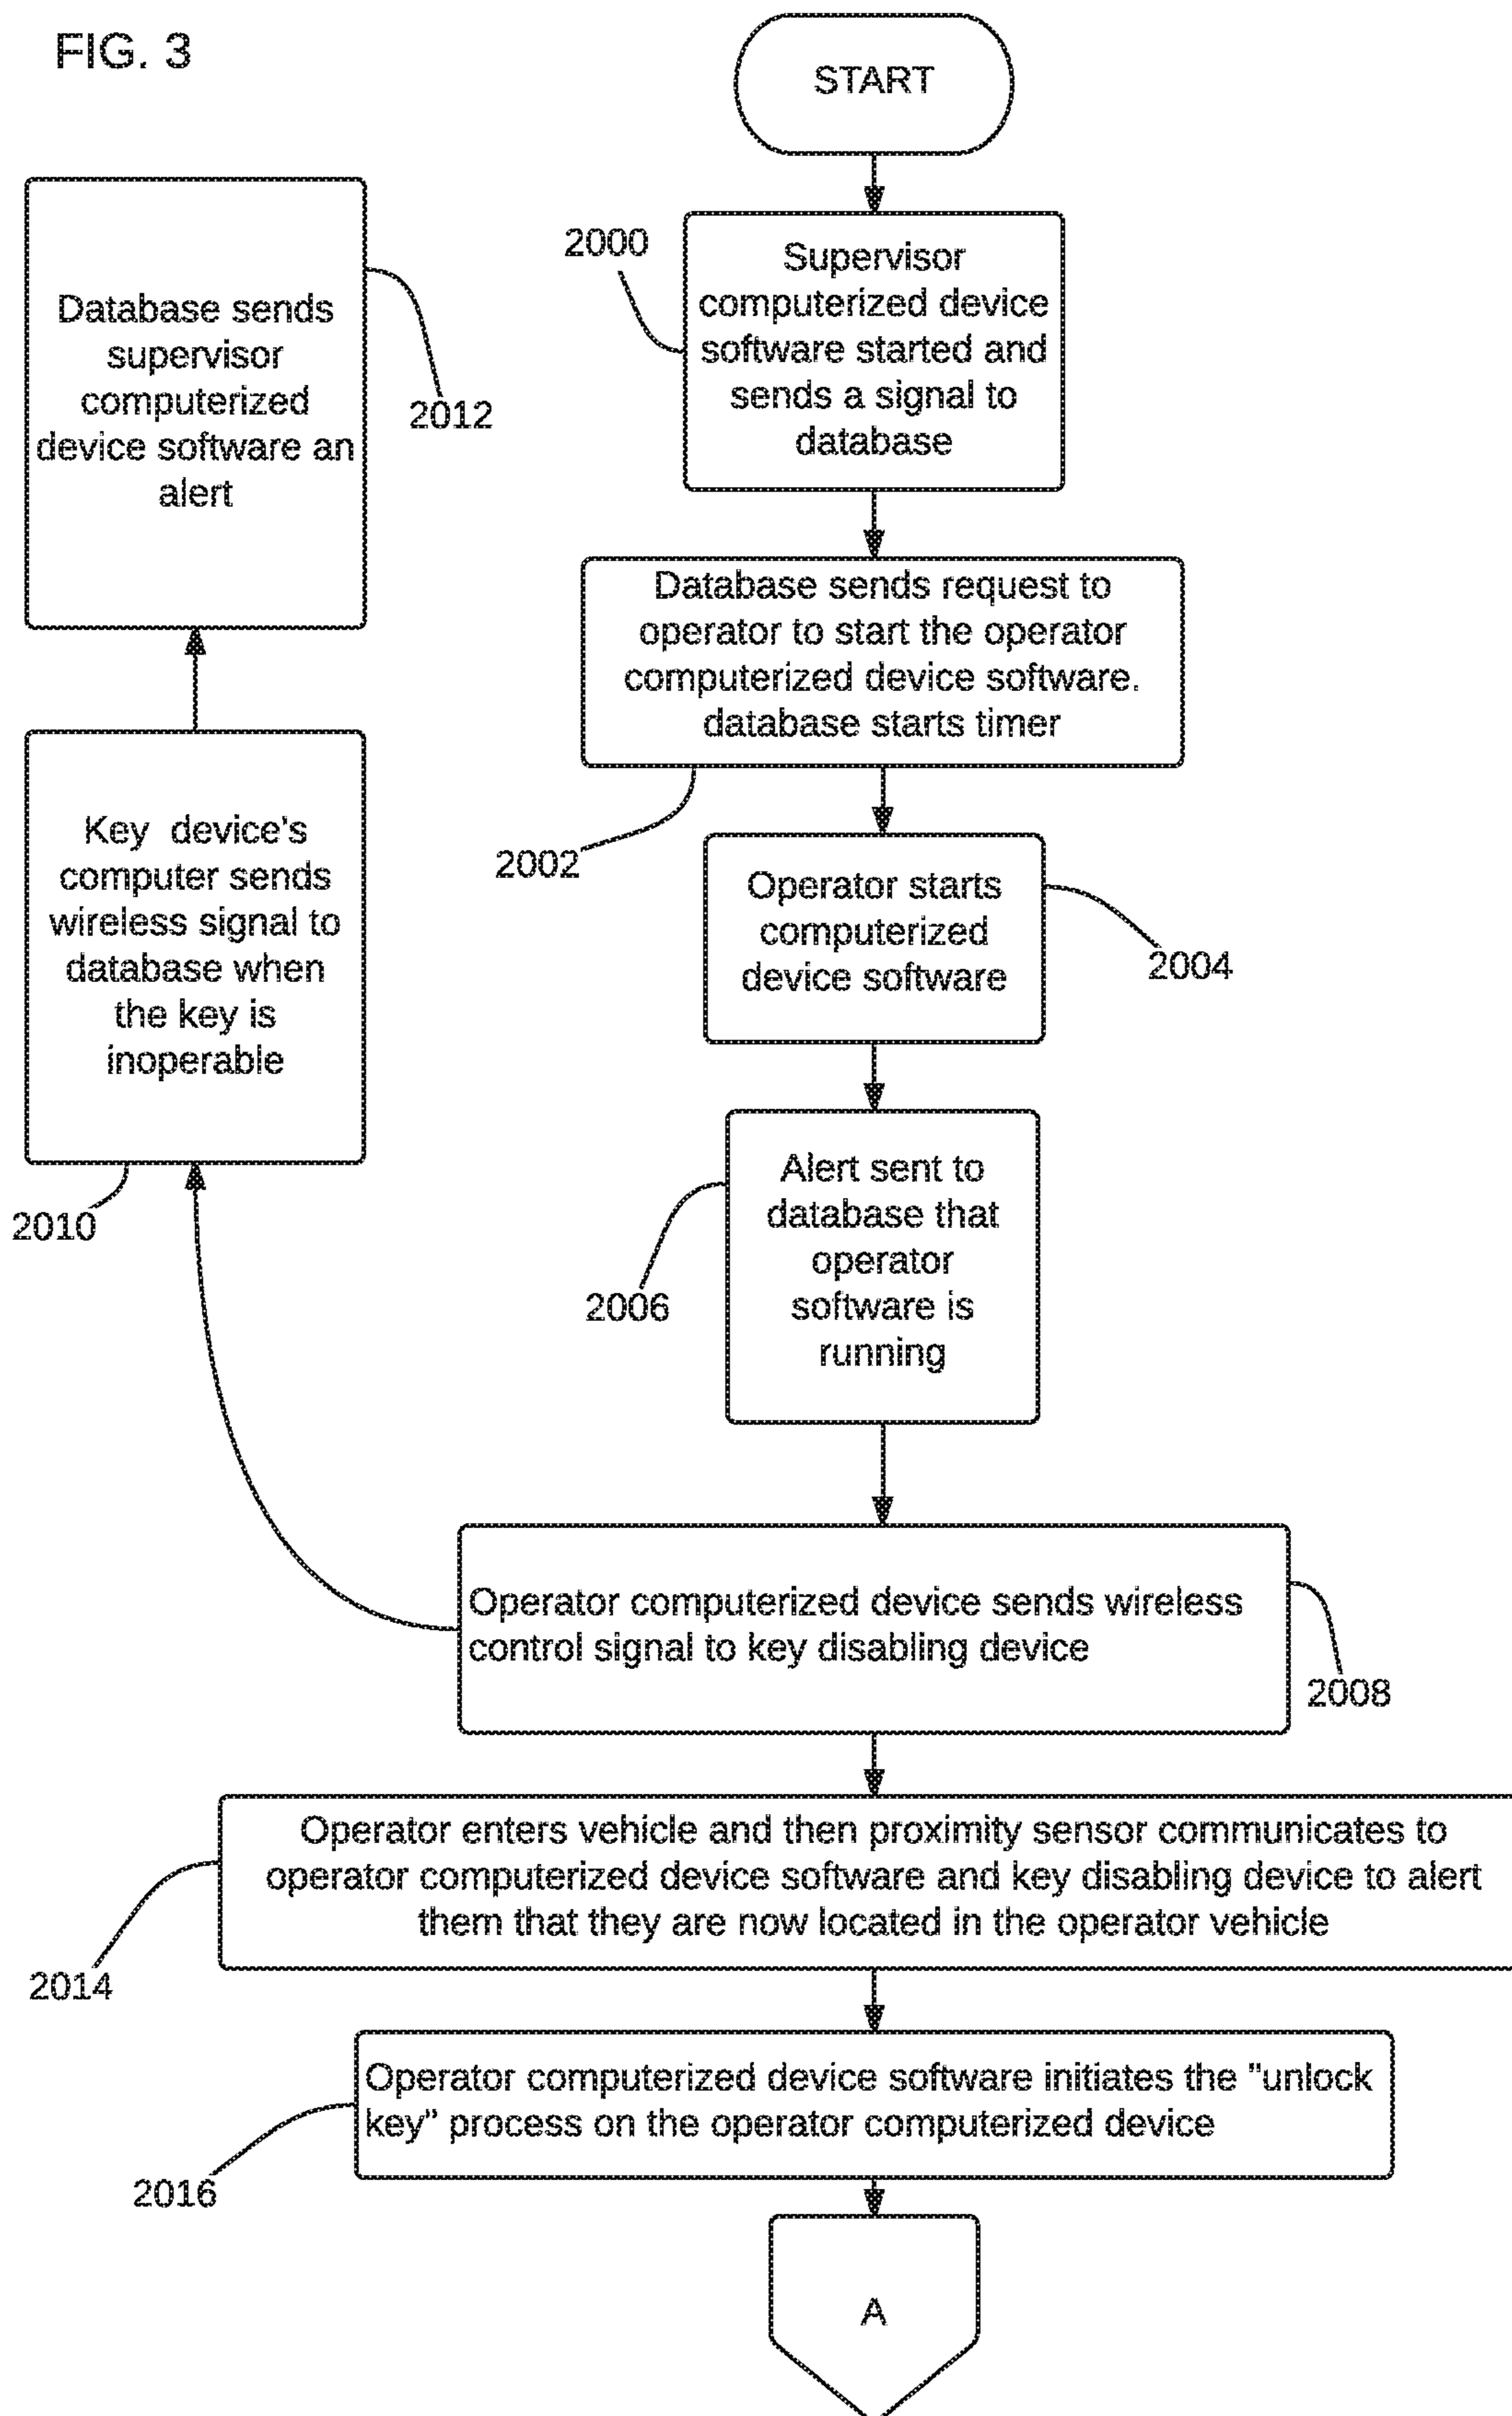 FIG. 3
START
2000
Supervisor
computerized device
software started and
sends a signal to
database
Database sends
supervisor
computerized
device software an
alert
2012
Database sends request to
operator to start the operator
computerized device software.
database starts timer
2002
Key device's
computer sends
wireless signal to
database when
the key is
inoperable
2010
Operator starts
computerized
device software
2004
Alert sent to
database that
operator
software is
running
2006
Operator computerized device sends wireless
control signal to key disabling device
2008
Operator enters vehicle and then proximity sensor communicates to
operator computerized device software and key disabling device to alert
them that they are now located in the operator vehicle
2014
Operator computerized device software initiates the "unlock
key" process on the operator computerized device
2016
A